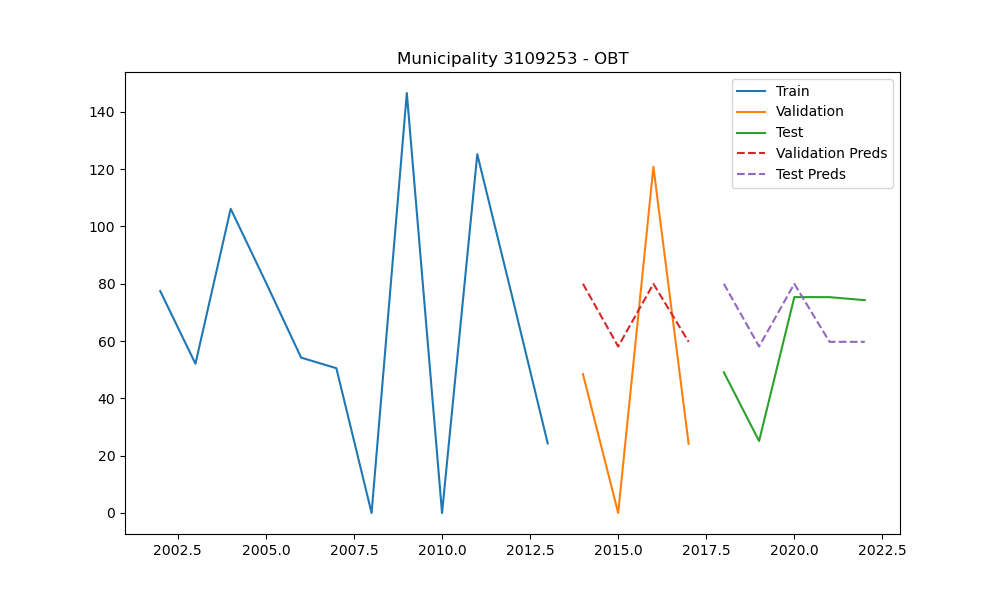 Municipality 3109253 - OBT
Train
Validation
Test
Validation Preds
Test Preds
140
120
100
80
60
40
20
0
2002.5 2005.0 2007.5 2010.0 2012.5 2015.0 2017.5 2020.0 2022.5